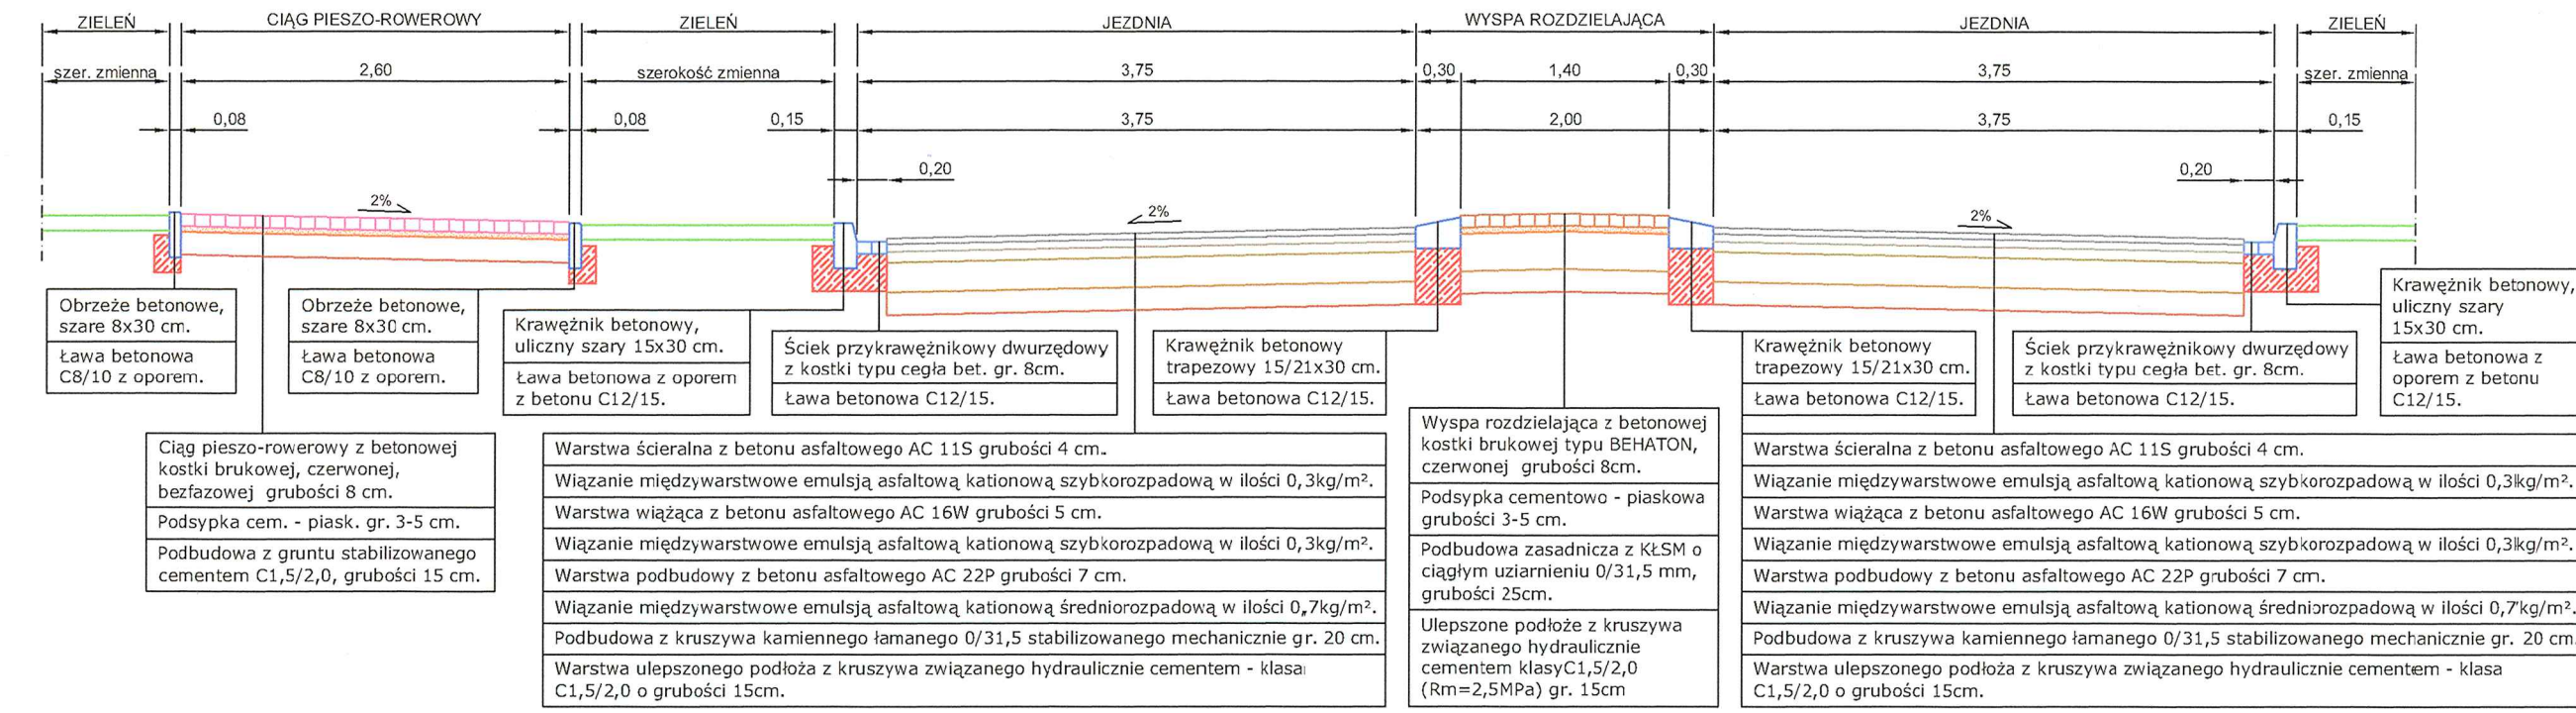 ZIELEŃ
CIĄG PIESZO-ROWEROWY
ZIELEŃ
JEZDNIA
WYSPA ROZDZIELAJĄCA
JEZDNIA
ZIELEŃ
szer. zmienna
2,60
szerokość zmienna
3,75
0,30
1,40
0,30
3,75
szer. zmienna
0,08
0,08
0,15
3,75
2,00
3,75
0,15
0,20
0,20
2%
2%
2%
Obrzeże betonowe,
szare 8x30 cm.
Ława betonowa
C8/10 z oporem.
Obrzeże betonowe,
szare 8x30 cm.
Ława betonowa
C8/10 z oporem.
Krawężnik betonowy,
uliczny szary 15x30 cm.
Ława betonowa z oporem
z betonu C12/15.
Ściek przykrawężnikowy dwurzędowy
z kostki typu cegła bet. gr. 8cm.
Ława betonowa C12/15.
Krawężnik betonowy
trapezowy 15/21x30 cm.
Ława betonowa C12/15.
Krawężnik betonowy
trapezowy 15/21x30 cm.
Ława betonowa C12/15.
Ściek przykrawężnikowy dwurzędowy
z kostki typu cegła bet. gr. 8cm.
Ława betonowa C12/15.
Krawężnik betonowy,
uliczny szary
15x30 cm.
Ława betonowa z
oporem z betonu
C12/15.
Ciąg pieszo-rowerowy z betonowej
kostki brukowej, czerwonej,
bezfazowej grubości 8 cm.
Podsypka cem. - piask. gr. 3-5 cm.
Podbudowa z gruntu stabilizowanego
cementem C1,5/2,0, grubości 15 cm.
Warstwa ścieralna z betonu asfaltowego AC 11S grubości 4 cm.
Wiązanie międzywarstwowe emulsją asfaltową kationową szybkorozpadową w ilości 0,3kg/m².
Warstwa wiążąca z betonu asfaltowego AC 16W grubości 5 cm.
Wiązanie międzywarstwowe emulsją asfaltową kationową szybkorozpadową w ilości 0,3kg/m².
Warstwa podbudowy z betonu asfaltowego AC 22P grubości 7 cm.
Wiązanie międzywarstwowe emulsją asfaltową kationową średniorozpadową w ilości 0,7kg/m².
Podbudowa z kruszywa kamiennego łamanego 0/31,5 stabilizowanego mechanicznie gr. 20 cm.
Warstwa ulepszonego podłoża z kruszywa związanego hydraulicznie cementem - klasa
C1,5/2,0 o grubości 15cm.
Wyspa rozdzielająca z betonowej
kostki brukowej typu BEHATON,
czerwonej grubości 8cm.
Podsypka cementowo - piaskowa
grubości 3-5 cm.
Podbudowa zasadnicza z KŁSM o
ciągłym uziarnieniu 0/31,5 mm,
grubości 25cm.
Ulepszone podłoże z kruszywa
związanego hydraulicznie
cementem klasyC1,5/2,0
(Rm=2,5MPa) gr. 15cm
Warstwa ścieralna z betonu asfaltowego AC 11S grubości 4 cm.
Wiązanie międzywarstwowe emulsją asfaltową kationową szybkorozpadową w ilości 0,3kg/m².
Warstwa wiążąca z betonu asfaltowego AC 16W grubości 5 cm.
Wiązanie międzywarstwowe emulsją asfaltową kationową szybkorozpadową w ilości 0,3kg/m².
Warstwa podbudowy z betonu asfaltowego AC 22P grubości 7 cm.
Wiązanie międzywarstwowe emulsją asfaltową kationową średniorozpadową w ilości 0,7kg/m².
Podbudowa z kruszywa kamiennego łamanego 0/31,5 stabilizowanego mechanicznie gr. 20 cm
Warstwa ulepszonego podłoża z kruszywa związanego hydraulicznie cementem - klasa
C1,5/2,0 o grubości 15cm.